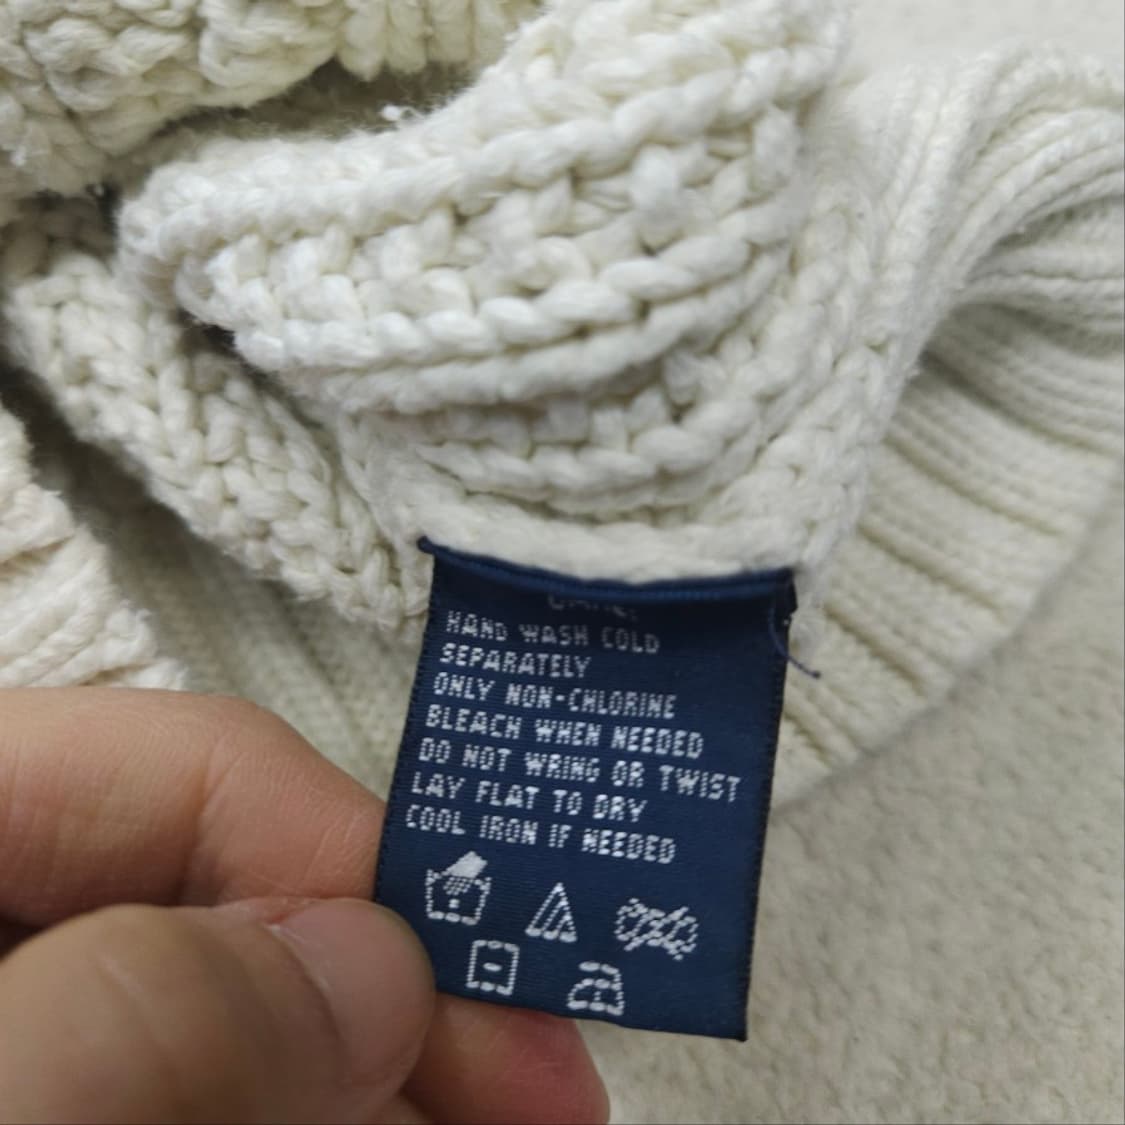 HAND WASH COLD
SEPARATELY
ONLY NON-CHLORINE
BLEACH WHEN NEEDED
DO NOT WRING OR TWIST
LAY FLAT TO DRY
COOL IRON IF NEEDED